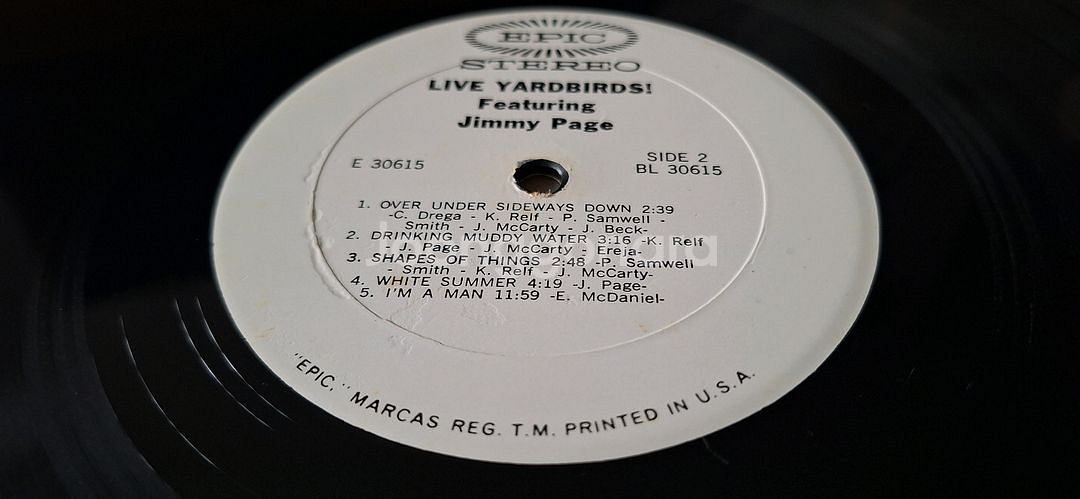 EPIC
STEREO
LIVE YARDBIRDS!
Featuring
Jimmy Page
E 30615
SIDE 2
BL 30615
1. OVER UNDER SIDEWAYS DOWN 2:39
-C. Drega - K. Relf - P. Samwell -
Smith - J. McCarty - J. Beck-
2. DRINKING MUDDY WATER 3:16 -K. Relf
- J. Page - J. McCarty - Ereja-
3. SHAPES OF THINGS 2:48 -P. Samwell
- Smith - K. Relf - J. McCarty-
4. WHITE SUMMER 4:19 -J. Page-
5. I'M A MAN 11:59 -E. McDaniel-
"EPIC," MARCAS REG. T.M. PRINTED IN U.S.A.